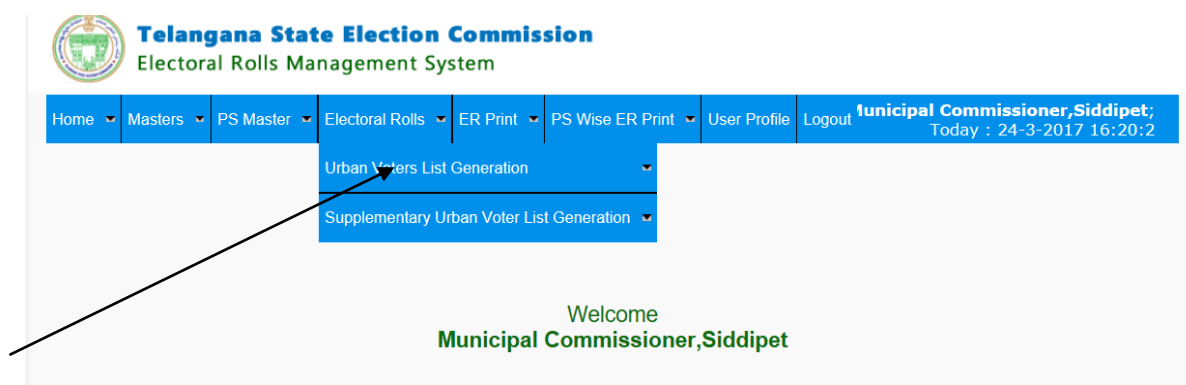 Telangana State Election Commission
Electoral Rolls Management System
Home Masters PS Master Electoral Rolls ER Print PS Wise ER Print User Profile Logout Municipal Commissioner,Siddipet;
Today : 24-3-2017 16:20:2
Urban Voters List Generation
Supplementary Urban Voter List Generation
Welcome
Municipal Commissioner,Siddipet